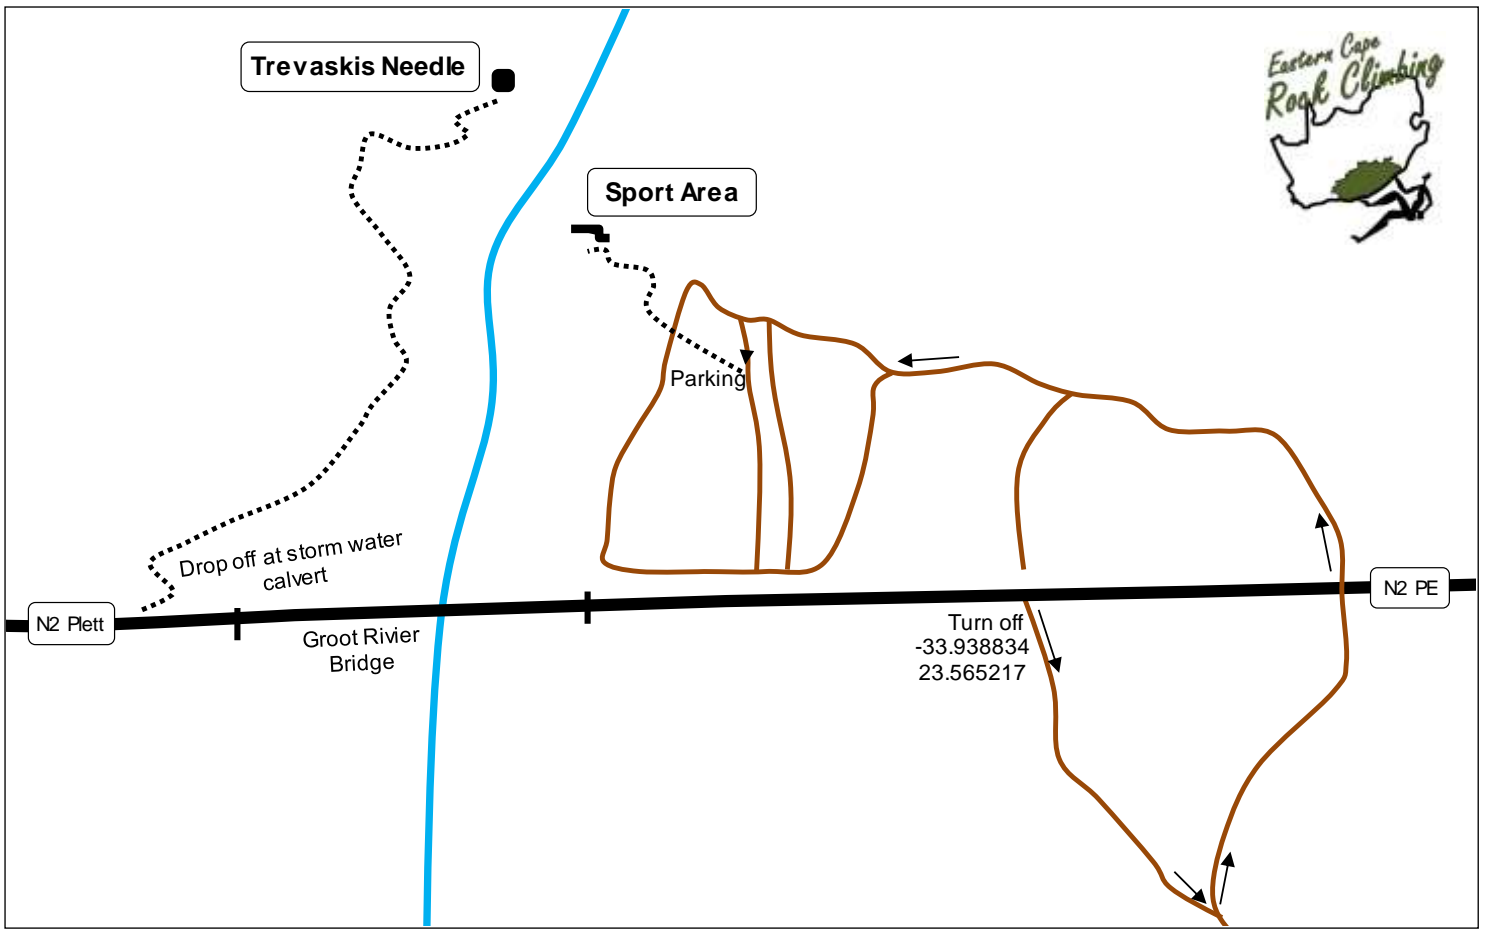 Trevaskis Needle
Eastern Cape
Rock Climbing
Sport Area
Parking
Drop off at storm water
calvert
N2 Plett
Groot Rivier
Bridge
N2 PE
Turn off
-33.938834
23.565217